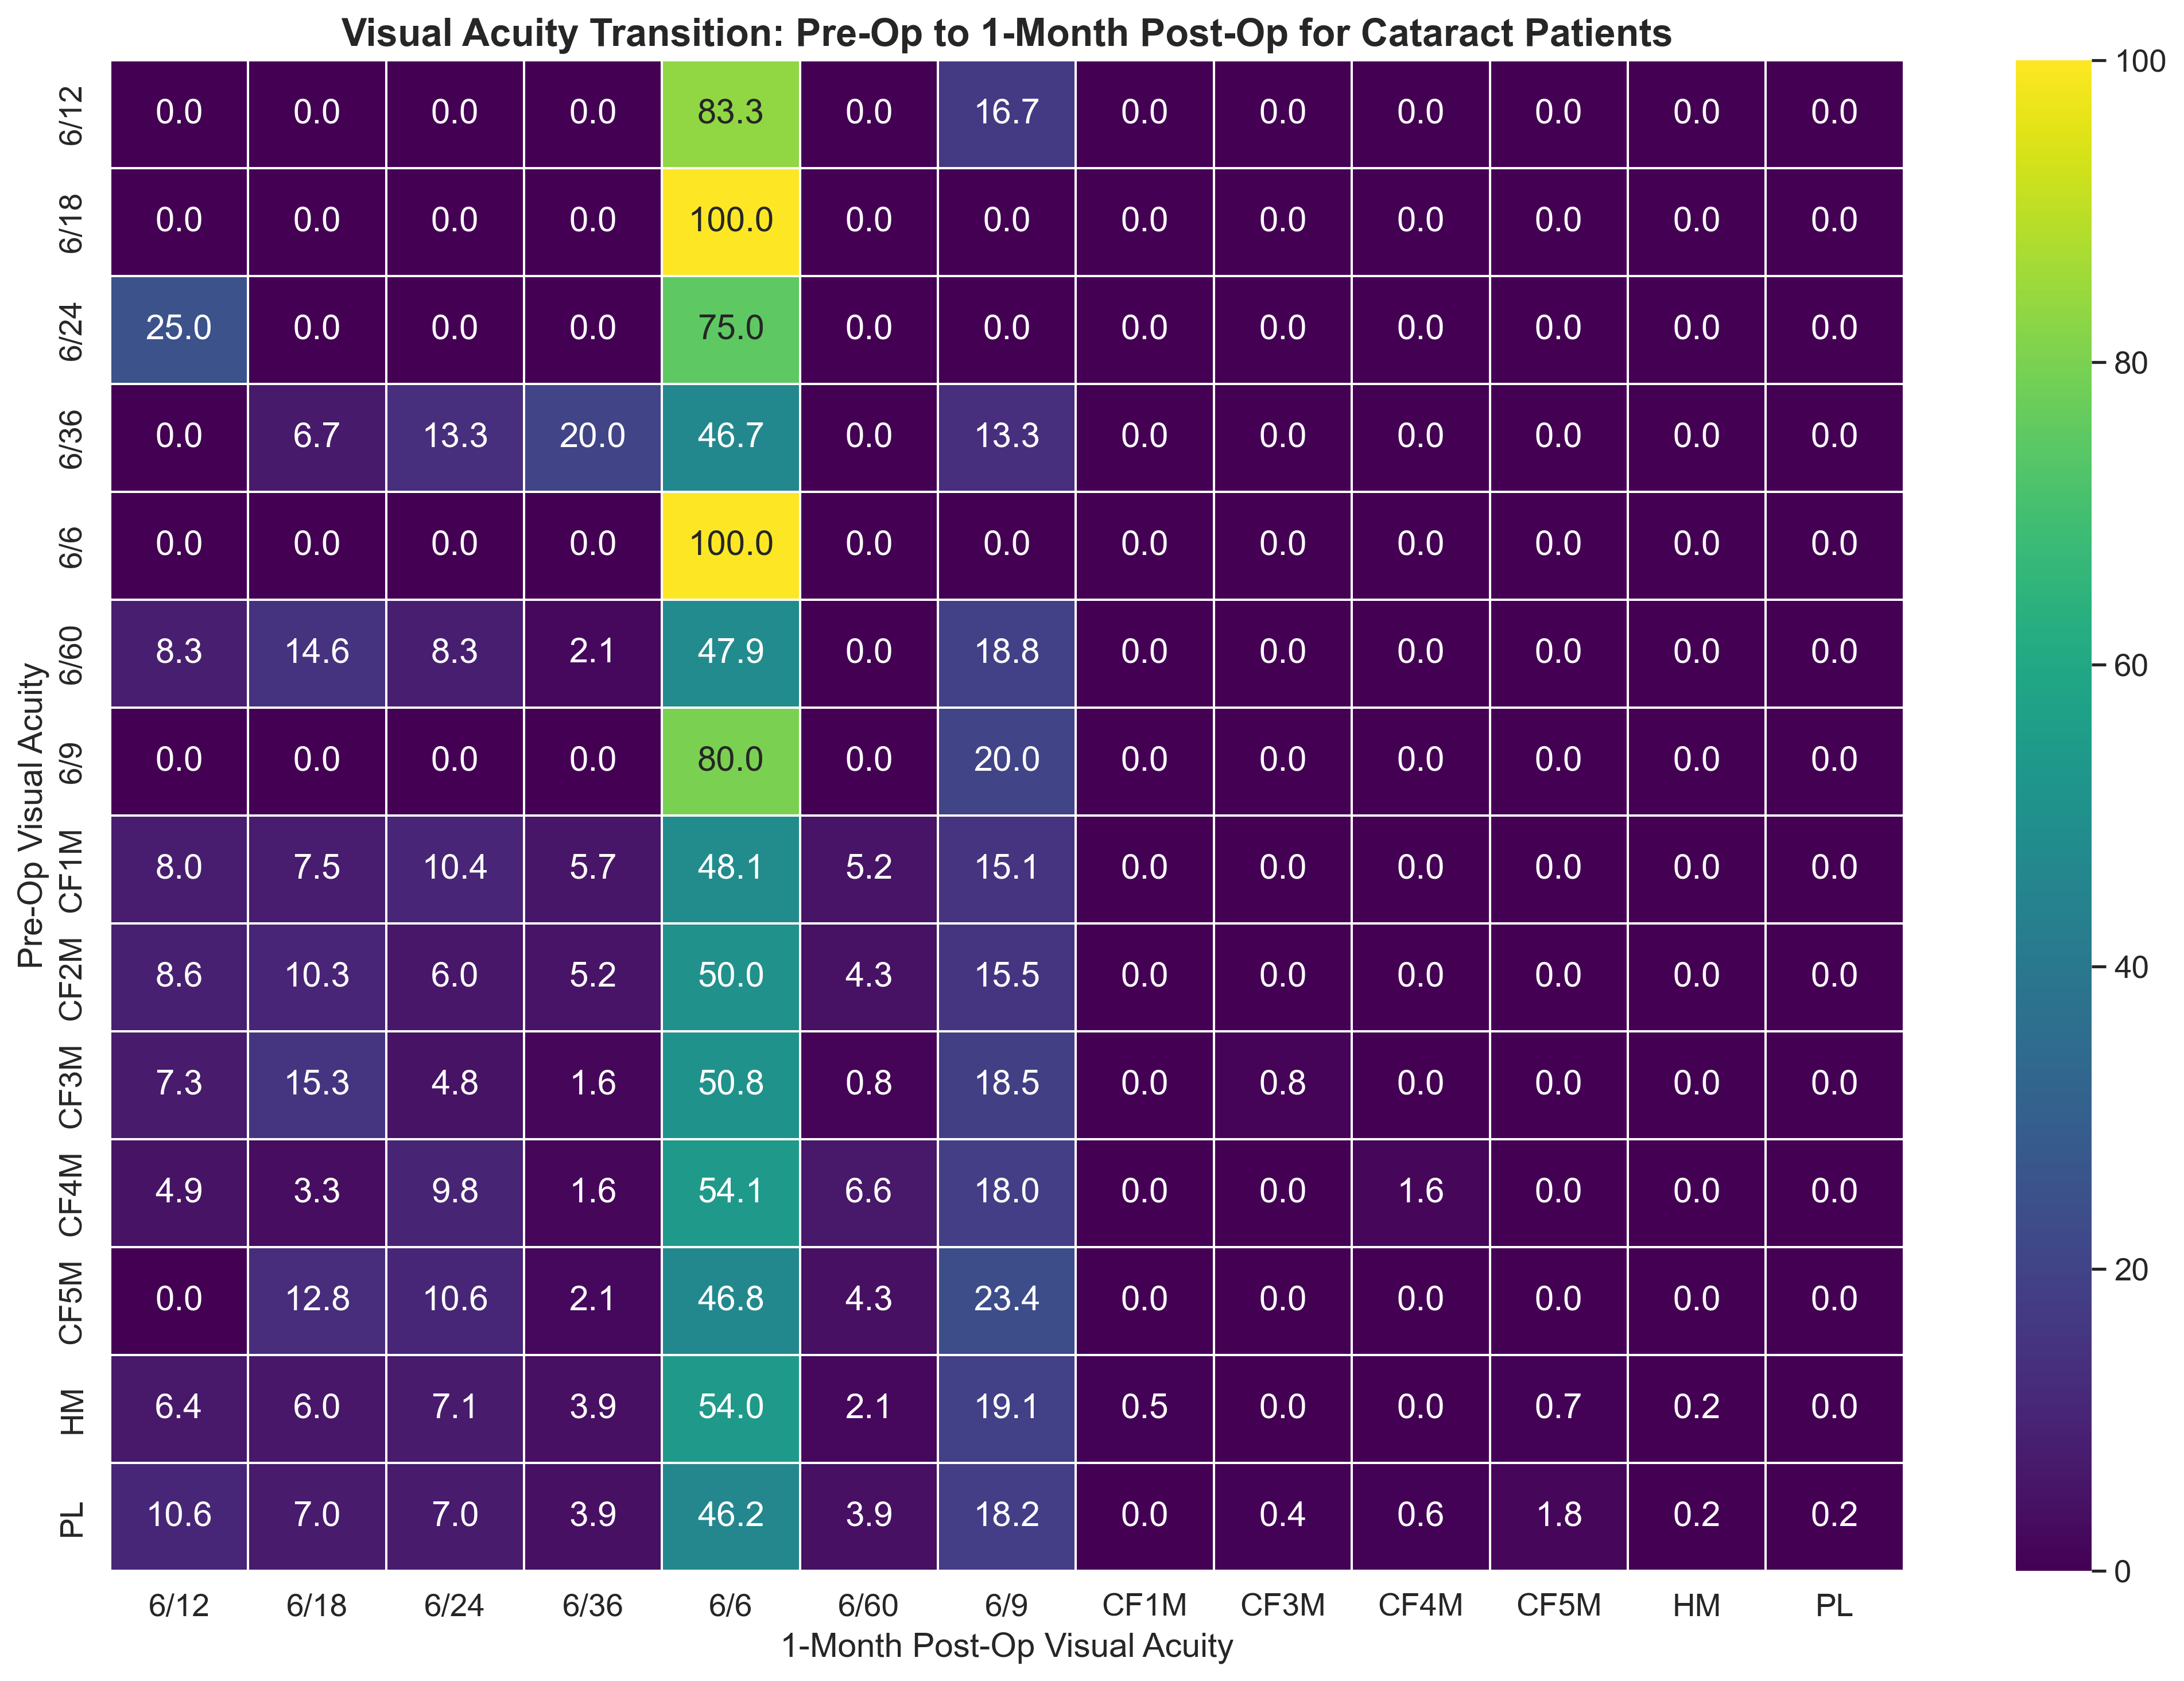 Visual Acuity Transition: Pre-Op to 1-Month Post-Op for Cataract Patients
Pre-Op Visual Acuity
6/12 0.0 0.0 0.0 0.0 83.3 0.0 16.7 0.0 0.0 0.0 0.0 0.0 0.0
6/18 0.0 0.0 0.0 0.0 100.0 0.0 0.0 0.0 0.0 0.0 0.0 0.0 0.0
6/24 25.0 0.0 0.0 0.0 75.0 0.0 0.0 0.0 0.0 0.0 0.0 0.0 0.0
6/36 0.0 6.7 13.3 20.0 46.7 0.0 13.3 0.0 0.0 0.0 0.0 0.0 0.0
6/6 0.0 0.0 0.0 0.0 100.0 0.0 0.0 0.0 0.0 0.0 0.0 0.0 0.0
6/60 8.3 14.6 8.3 2.1 47.9 0.0 18.8 0.0 0.0 0.0 0.0 0.0 0.0
6/9 0.0 0.0 0.0 0.0 80.0 0.0 20.0 0.0 0.0 0.0 0.0 0.0 0.0
CF1M 8.0 7.5 10.4 5.7 48.1 5.2 15.1 0.0 0.0 0.0 0.0 0.0 0.0
CF2M 8.6 10.3 6.0 5.2 50.0 4.3 15.5 0.0 0.0 0.0 0.0 0.0 0.0
CF3M 7.3 15.3 4.8 1.6 50.8 0.8 18.5 0.0 0.8 0.0 0.0 0.0 0.0
CF4M 4.9 3.3 9.8 1.6 54.1 6.6 18.0 0.0 0.0 1.6 0.0 0.0 0.0
CF5M 0.0 12.8 10.6 2.1 46.8 4.3 23.4 0.0 0.0 0.0 0.0 0.0 0.0
HM 6.4 6.0 7.1 3.9 54.0 2.1 19.1 0.5 0.0 0.0 0.7 0.2 0.0
PL 10.6 7.0 7.0 3.9 46.2 3.9 18.2 0.0 0.4 0.6 1.8 0.2 0.2
6/12 6/18 6/24 6/36 6/6 6/60 6/9 CF1M CF3M CF4M CF5M HM PL
1-Month Post-Op Visual Acuity
100
80
60
40
20
0